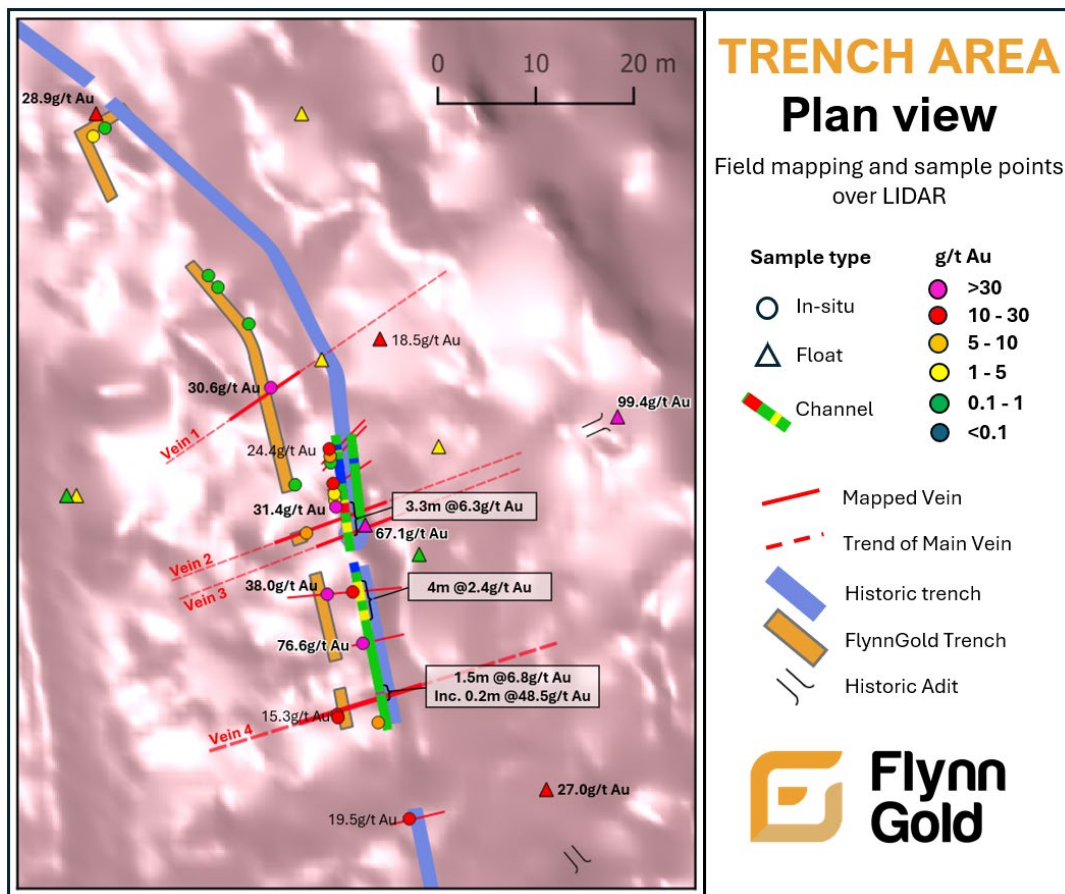 0 10 20 m
28.9g/t Au
18.5g/t Au
30.6g/t Au
99.4g/t Au
Vein 1
24.4g/t Au
31.4g/t Au
3.3m @6.3g/t Au
67.1g/t Au
Vein 2
Vein 3
38.0g/t Au
4m @2.4g/t Au
76.6g/t Au
1.5m @6.8g/t Au
Inc. 0.2m @48.5g/t Au
15.3g/t Au
Vein 4
27.0g/t Au
19.5g/t Au
TRENCH AREA
Plan view
Field mapping and sample points
over LIDAR
Sample type
In-situ
Float
Channel
g/t Au
>30
10 - 30
5 - 10
1 - 5
0.1 - 1
<0.1
Mapped Vein
Trend of Main Vein
Historic trench
FlynnGold Trench
Historic Adit
Flynn
Gold